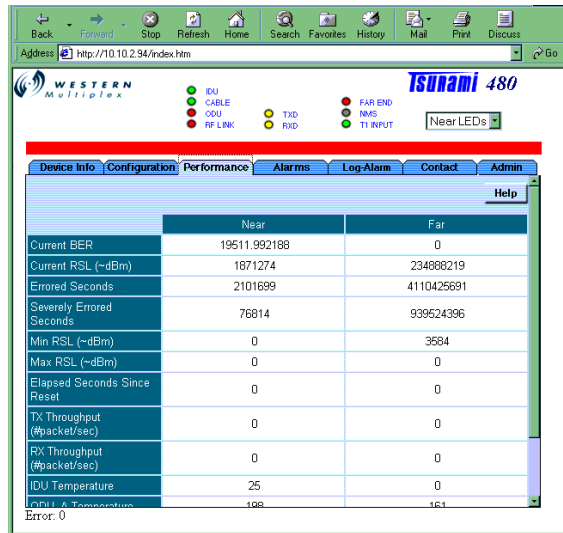 Back Forward Stop Refresh Home Search Favorites History Mail Print Discuss
Address http://10.10.2.94/index.htm Go
WESTERN
Multiplex
IDU
CABLE
ODU
RF LINK
TXD
RXD
FAR END
NMS
T1 INPUT
TSUNAMI 480
Near LEDs
Device Info Configuration Performance Alarms Log-Alarm Contact Admin
Help
Near Far
Current BER 19511.992188 0
Current RSL (~dBm) 1871274 234888219
Errored Seconds 2101699 4110425691
Severely Errored
Seconds 76814 939524396
Min RSL (~dBm) 0 3584
Max RSL (~dBm) 0 0
Elapsed Seconds Since
Reset 0 0
TX Throughput
(#packet/sec) 0 0
RX Throughput
(#packet/sec) 0 0
IDU Temperature 25 0
ODU_A Temperature 198 161
Error: 0